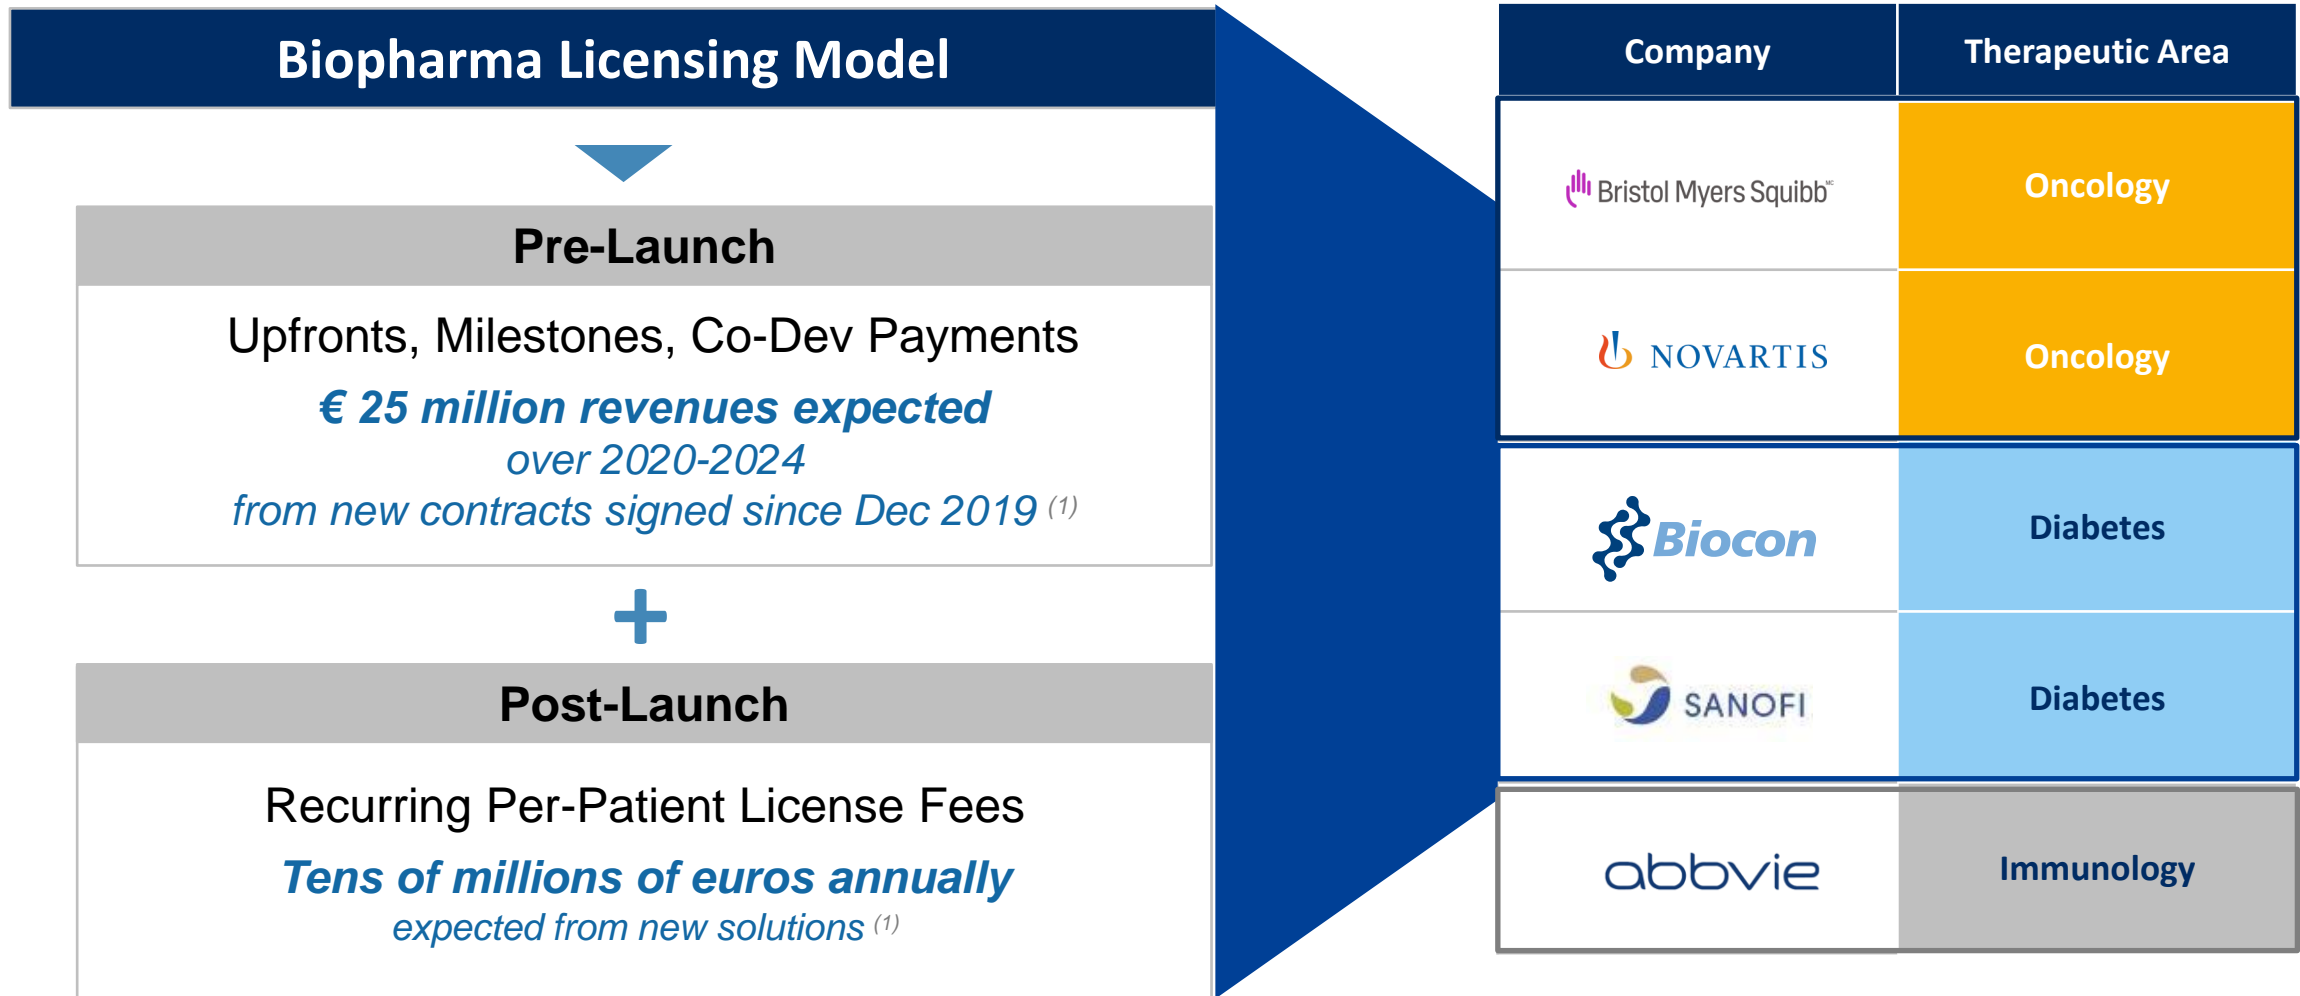 Biopharma Licensing Model
Pre-Launch
Upfronts, Milestones, Co-Dev Payments
€ 25 million revenues expected
over 2020-2024
from new contracts signed since Dec 2019 (1)
+
Post-Launch
Recurring Per-Patient License Fees
Tens of millions of euros annually
expected from new solutions (1)
Company Therapeutic Area
Bristol Myers Squibb MC Oncology
NOVARTIS Oncology
Biocon Diabetes
SANOFI Diabetes
abbvie Immunology